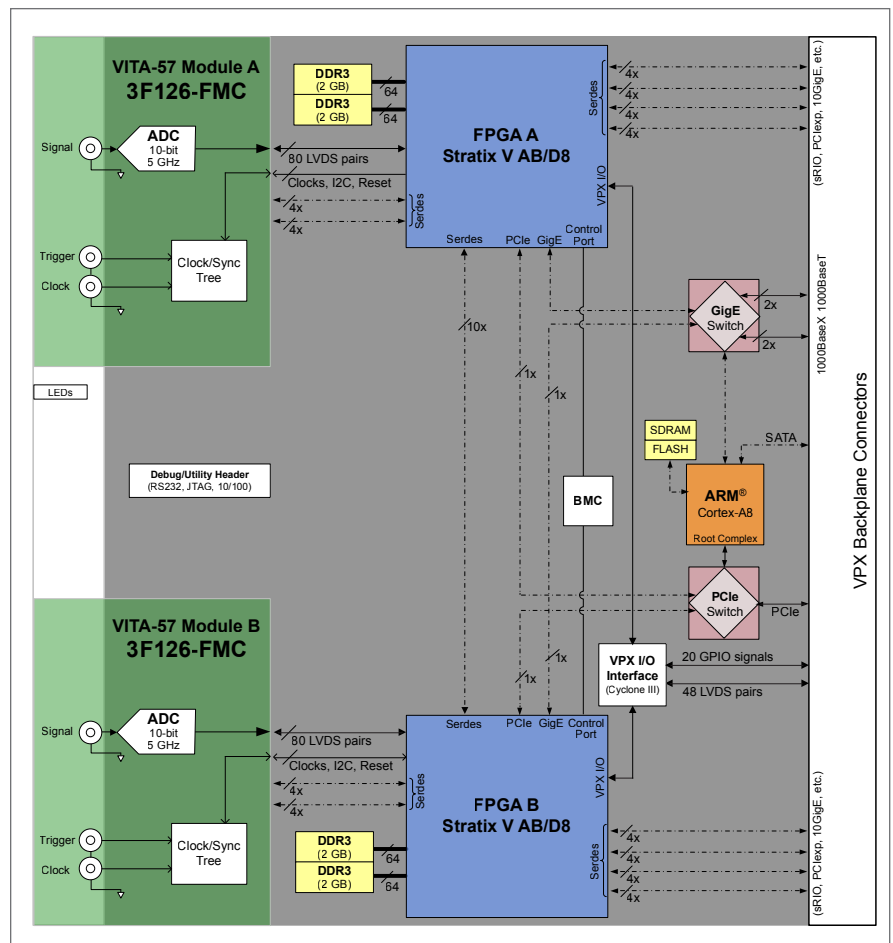 VITA-57 Module A
3F126-FMC
Signal
ADC
10-bit
5 GHz
Trigger
Clock
Clock/Sync
Tree
DDR3
(2 GB)
DDR3
(2 GB)
64
64
80 LVDS pairs
Clocks, I2C, Reset
4x
4x
Serdes
FPGA A
Stratix V AB/D8
Serdes
VPX I/O
Serdes
PCIe
GigE
Control
Port
4x
4x
4x
4x
(sRIO, PCIexp, 10GigE, etc.)
GigE
Switch
2x
2x
1000BaseX 1000BaseT
10x
1x
1x
LEDs
Debug/Utility Header
(RS232, JTAG, 10/100)
SDRAM
FLASH
SATA
BMC
ARM®
Cortex-A8
Root Complex
VPX Backplane Connectors
PCIe
Switch
PCIe
VPX I/O
Interface
(Cyclone III)
20 GPIO signals
48 LVDS pairs
1x
1x
VITA-57 Module B
3F126-FMC
Signal
ADC
10-bit
5 GHz
Trigger
Clock
Clock/Sync
Tree
80 LVDS pairs
Clocks, I2C, Reset
4x
4x
Serdes
DDR3
(2 GB)
DDR3
(2 GB)
64
64
Serdes
PCIe
GigE
Control
Port
VPX I/O
FPGA B
Stratix V AB/D8
Serdes
4x
4x
4x
4x
(sRIO, PCIexp, 10GigE, etc.)